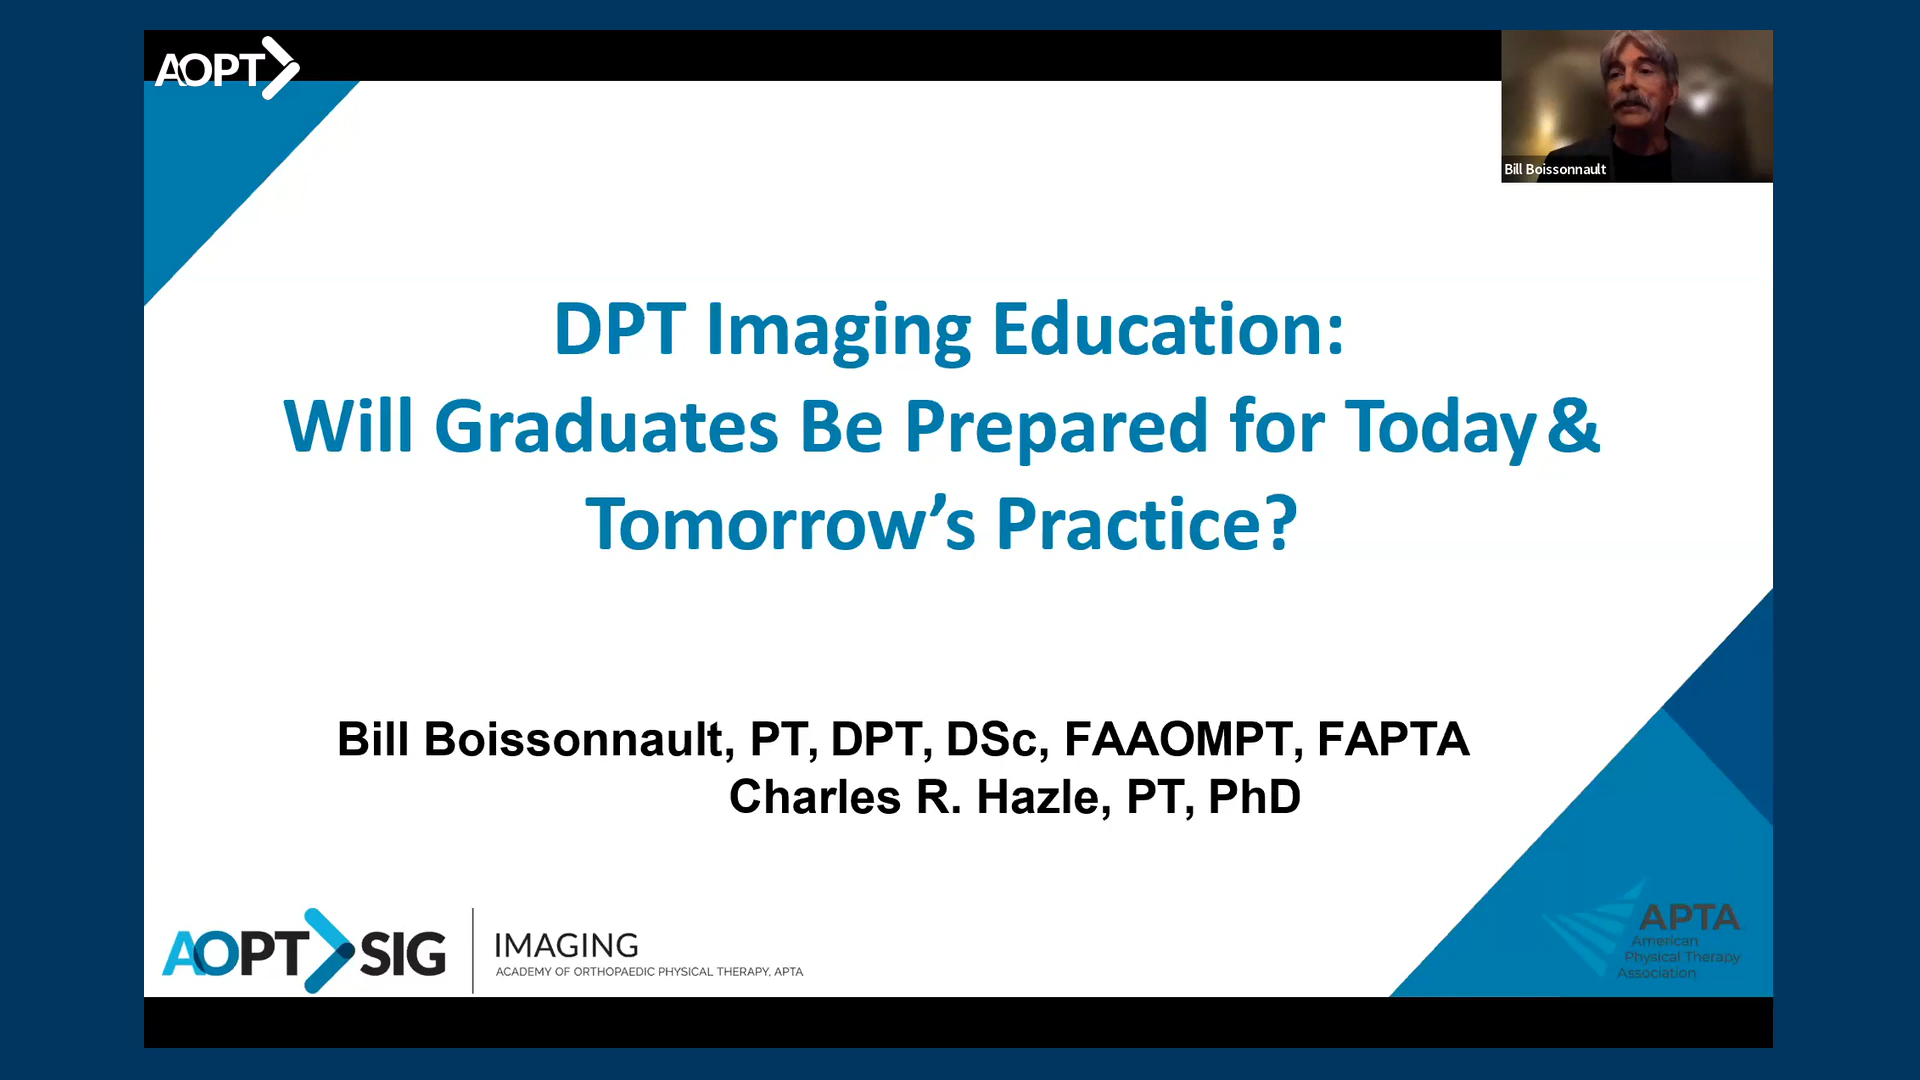 AOPT
Bill Boissonnault
DPT Imaging Education:
Will Graduates Be Prepared for Today &
Tomorrow’s Practice?
Bill Boissonnault, PT, DPT, DSc, FAAOMPT, FAPTA
Charles R. Hazle, PT, PhD
AOPT SIG
IMAGING
ACADEMY OF ORTHOPAEDIC PHYSICAL THERAPY, APTA
APTA
American
Physical Therapy
Association